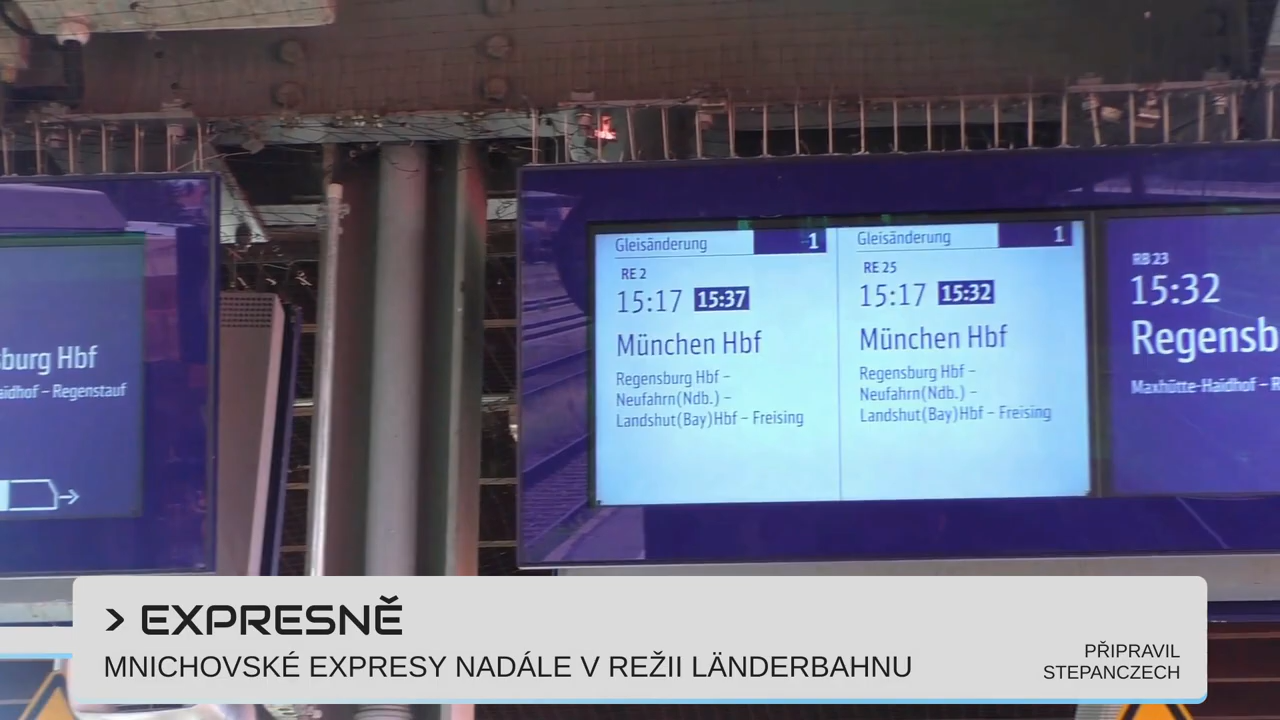 sburg Hbf
aidhof – Regenstauf
Gleisänderung 1
RE 2
15:17 15:37
München Hbf
Regensburg Hbf –
Neufahrn(Ndb.) –
Landshut(Bay)Hbf – Freising
Gleisänderung 1
RE 25
15:17 15:32
München Hbf
Regensburg Hbf –
Neufahrn(Ndb.) –
Landshut(Bay)Hbf – Freising
RB 23
15:32
Regensb
Maxhütte-Haidhof – R
> EXPRESNĚ
MNICHOVSKÉ EXPRESY NADÁLE V REŽII LÄNDERBAHNU
PŘIPRAVIL
STEPANCZECH